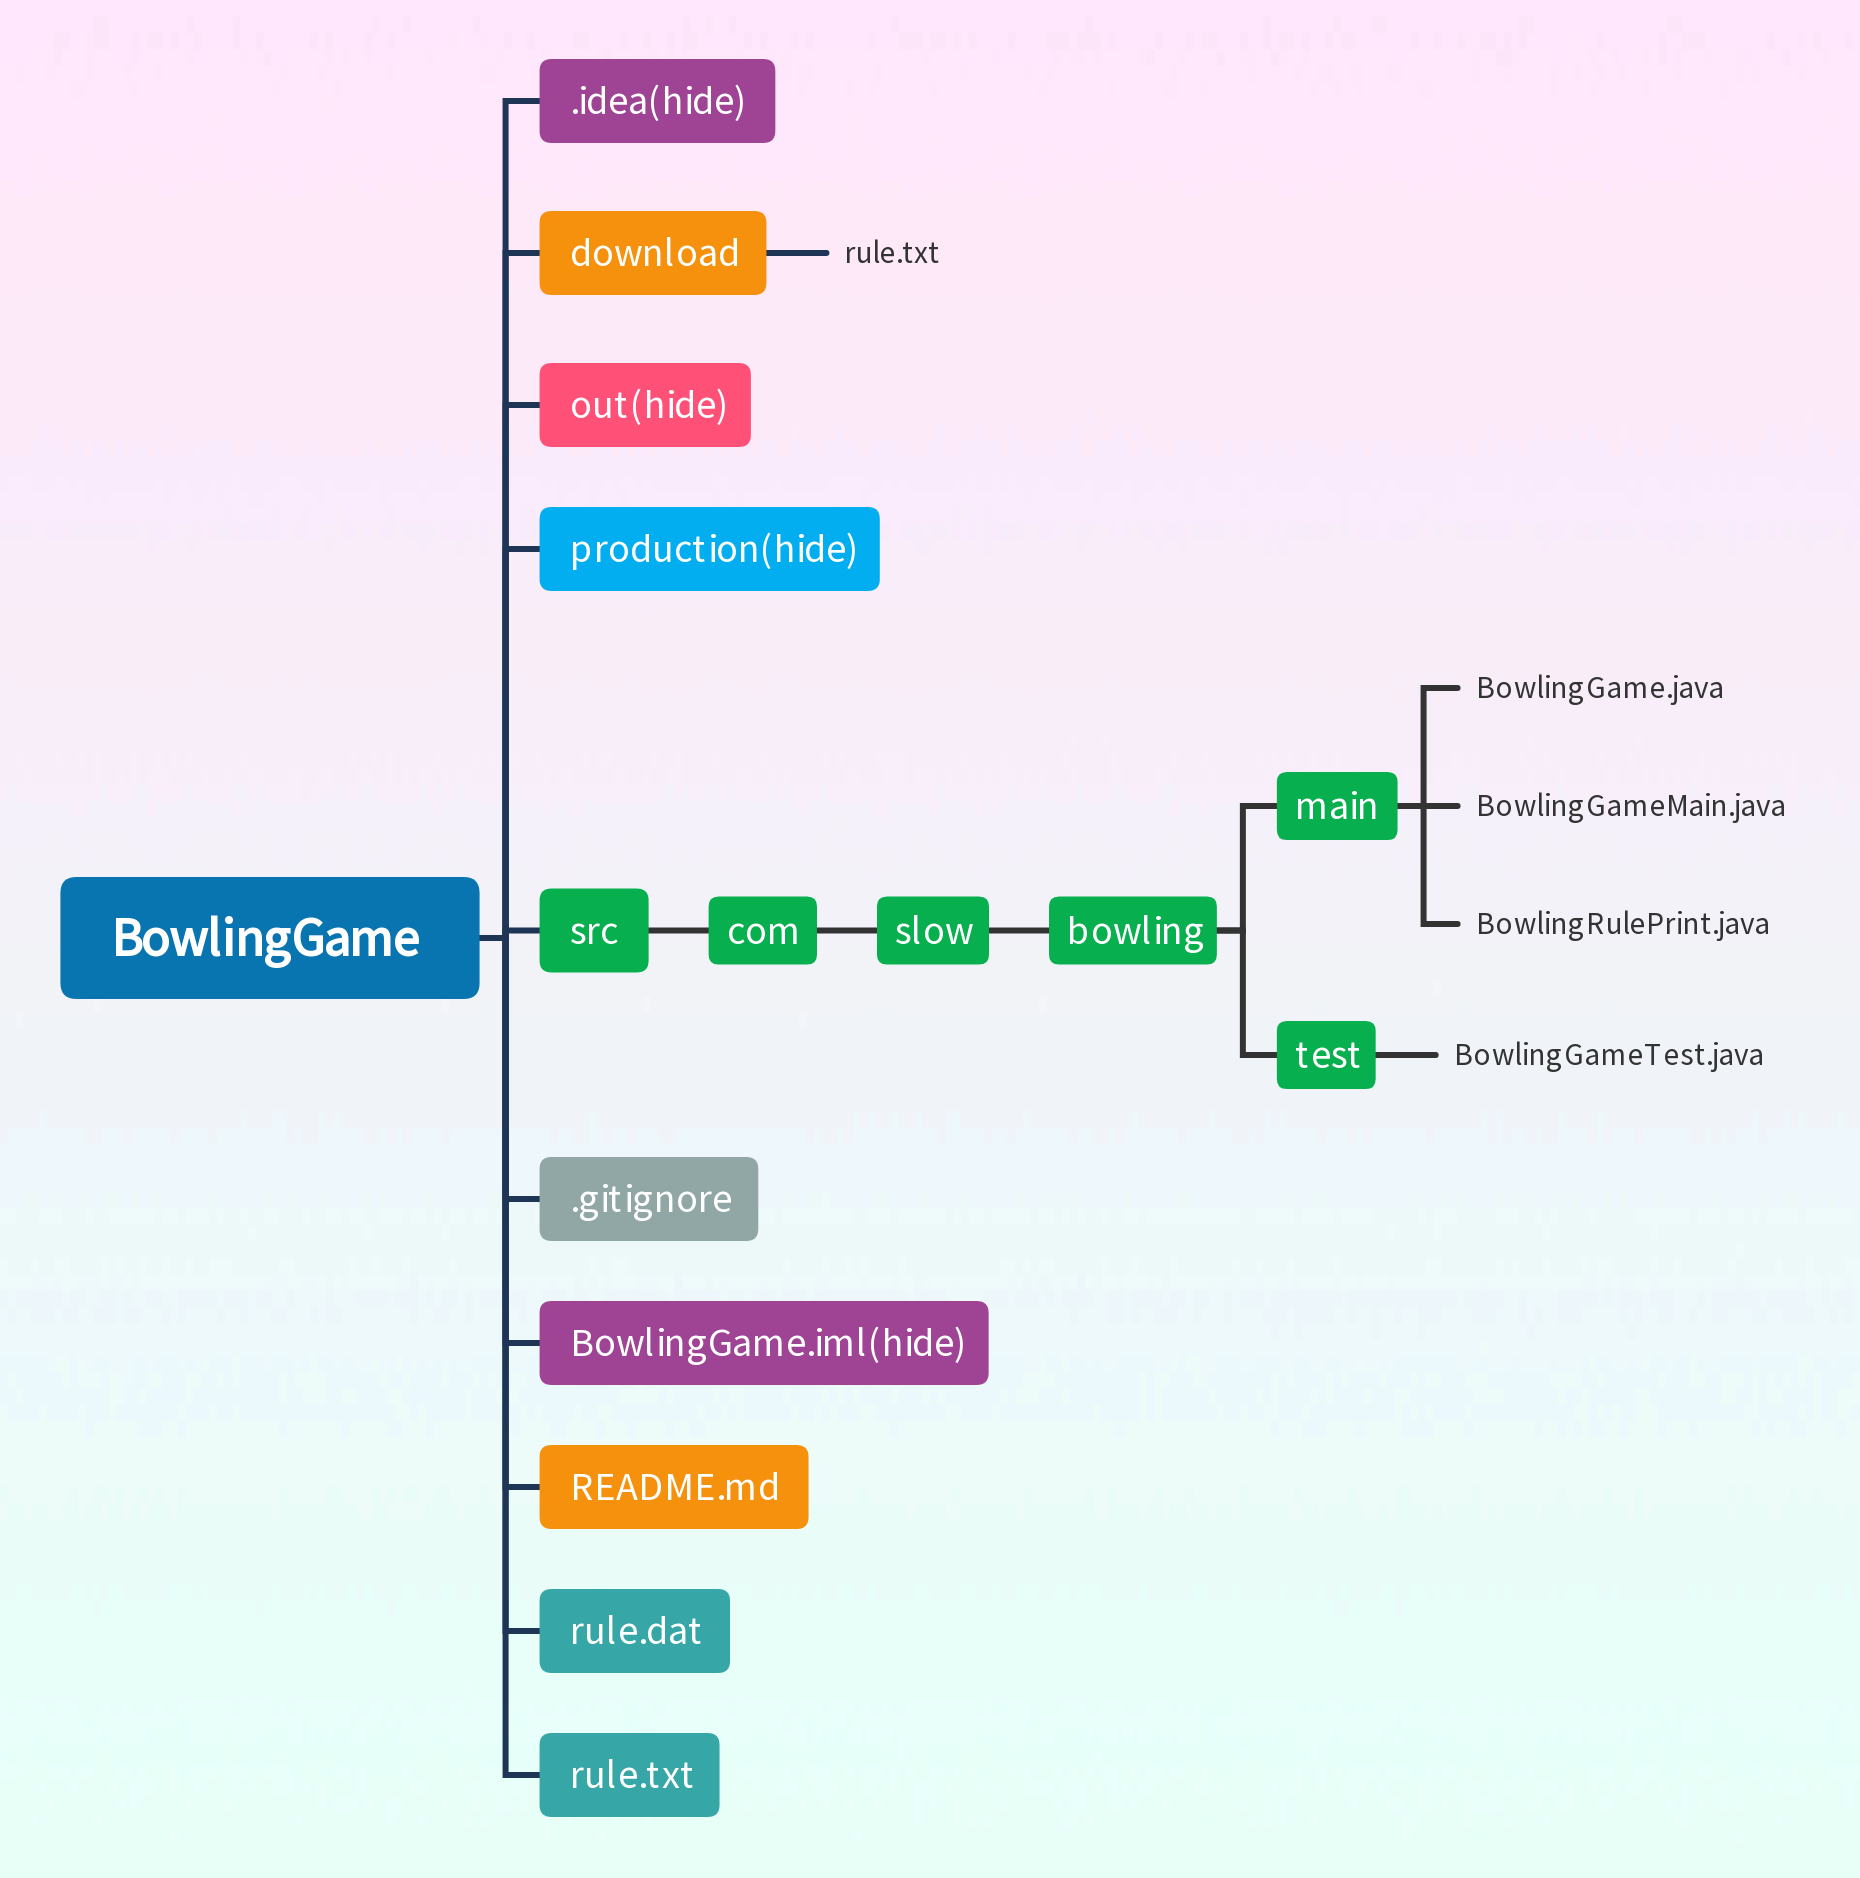 .idea(hide)
download
rule.txt
out(hide)
production(hide)
BowlingGame
src
com
slow
bowling
main
BowlingGame.java
BowlingGameMain.java
BowlingRulePrint.java
test
BowlingGameTest.java
.gitignore
BowlingGame.iml(hide)
README.md
rule.dat
rule.txt